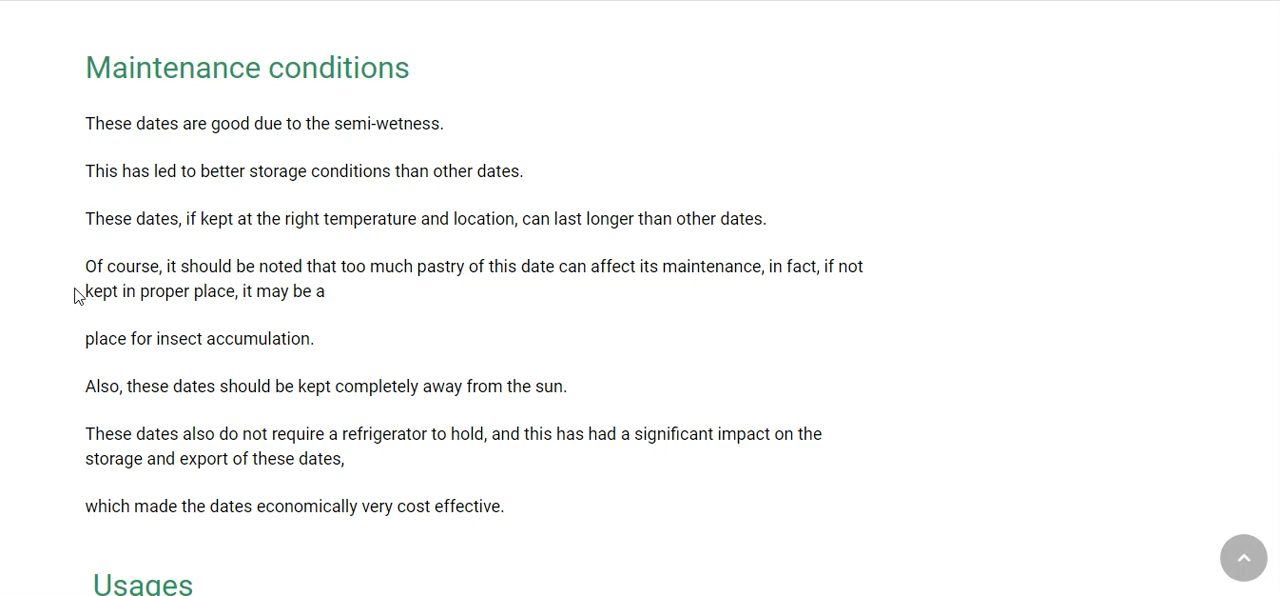 Maintenance conditions
These dates are good due to the semi-wetness.
This has led to better storage conditions than other dates.
These dates, if kept at the right temperature and location, can last longer than other dates.
Of course, it should be noted that too much pastry of this date can affect its maintenance, in fact, if not
kept in proper place, it may be a
place for insect accumulation.
Also, these dates should be kept completely away from the sun.
These dates also do not require a refrigerator to hold, and this has had a significant impact on the
storage and export of these dates,
which made the dates economically very cost effective.
Usages